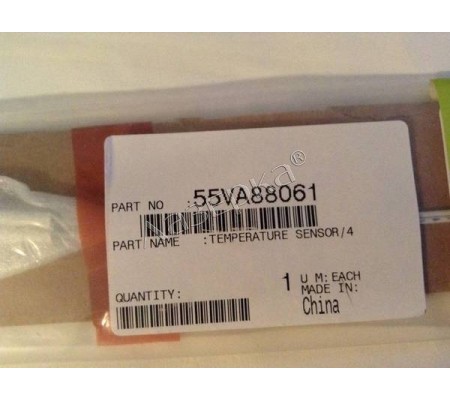 PART NO : 55VA88061
PART NAME :TEMPERATURE SENSOR/4
QUANTITY: 1 U M:EACH
MADE IN:
China